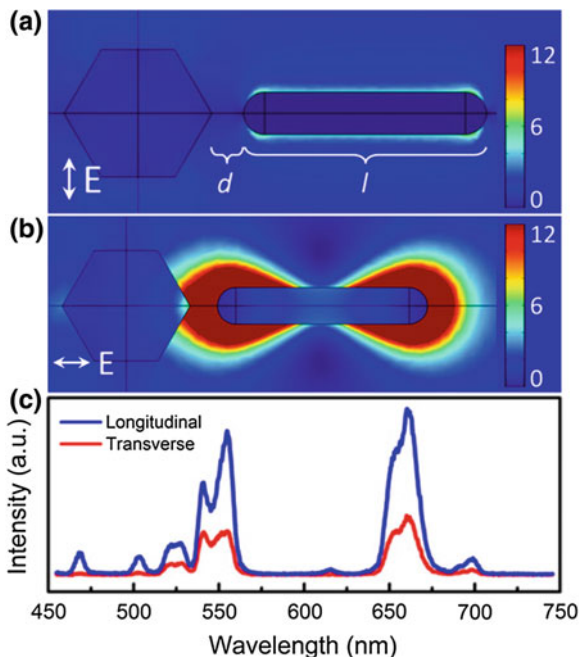 (a)
12
6
0
E
d
l
(b)
12
6
0
E
(c)
Longitudinal
Transverse
Intensity (a.u.)
450 500 550 600 650 700 750
Wavelength (nm)